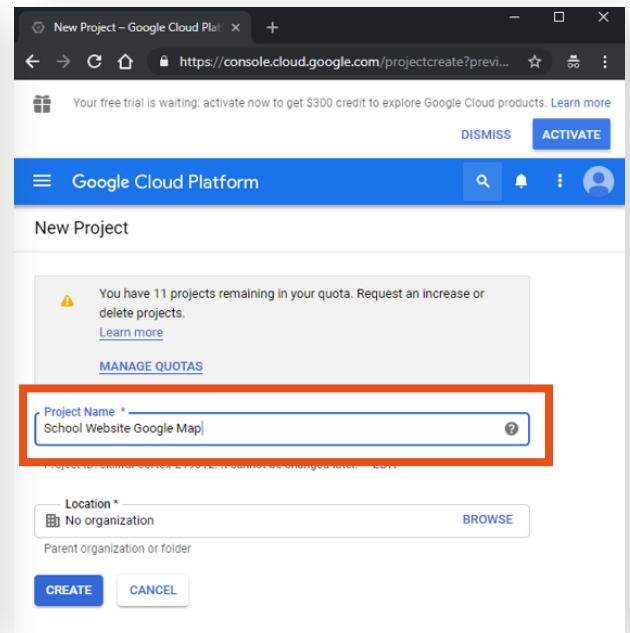 New Project – Google Cloud Plat
https://console.cloud.google.com/projectcreate?previ...
Your free trial is waiting: activate now to get $300 credit to explore Google Cloud products. Learn more
DISMISS ACTIVATE
Google Cloud Platform
New Project
You have 11 projects remaining in your quota. Request an increase or
delete projects.
Learn more
MANAGE QUOTAS
Project Name *
School Website Google Map
Location *
No organization BROWSE
Parent organization or folder
CREATE CANCEL